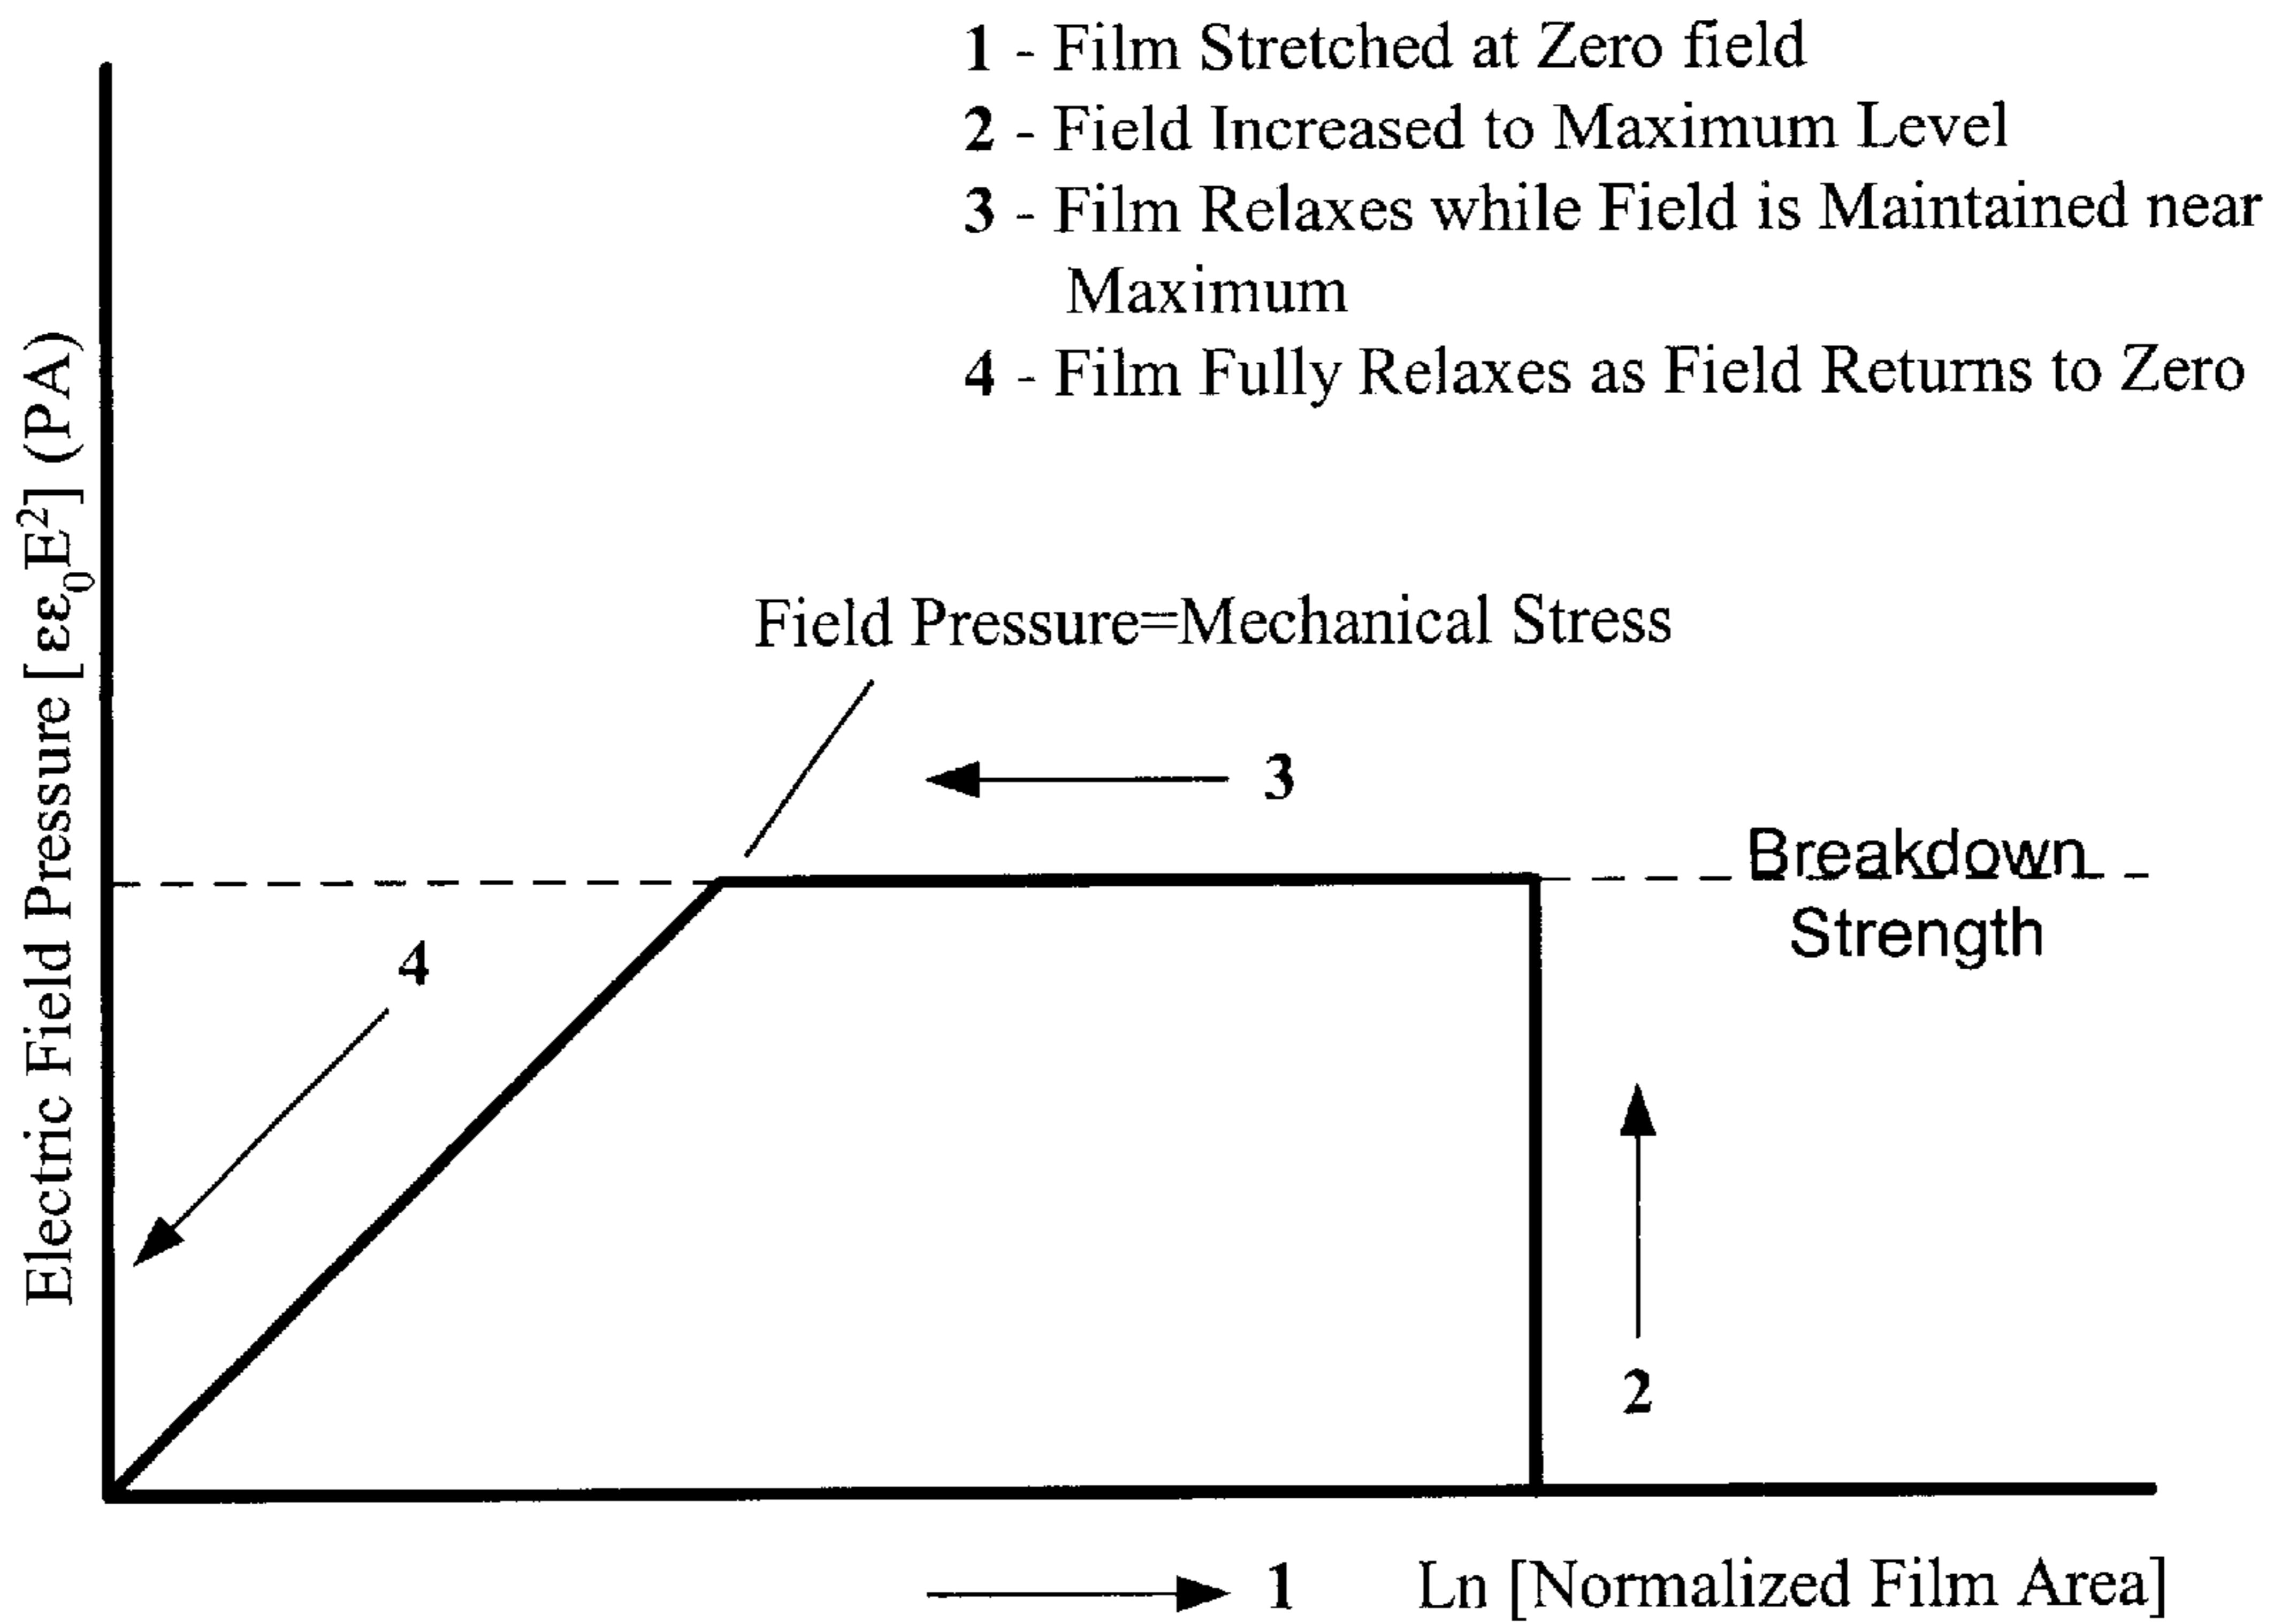 1 - Film Stretched at Zero field
2 - Field Increased to Maximum Level
3 - Film Relaxes while Field is Maintained near
Maximum
4 - Film Fully Relaxes as Field Returns to Zero
Electric Field Pressure [εε₀E²] (PA)
Field Pressure=Mechanical Stress
3
Breakdown
Strength
4
2
1
Ln [Normalized Film Area]